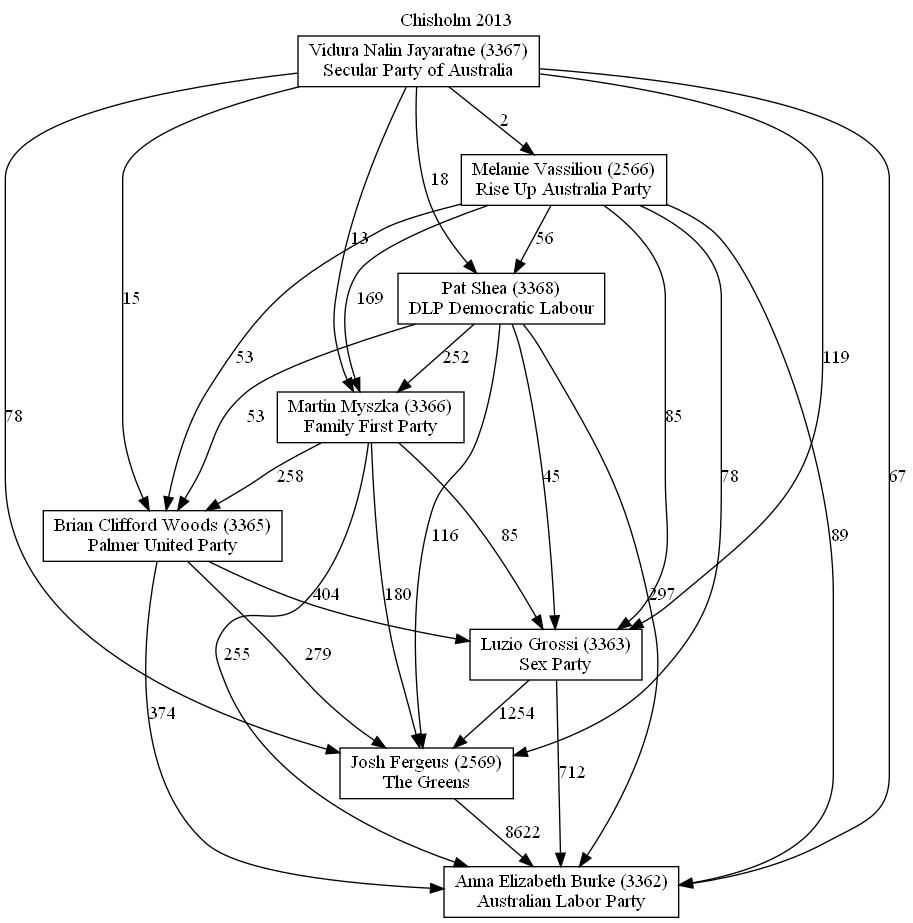 Chisholm 2013
Vidura Nalin Jayaratne (3367)
Secular Party of Australia
2
Melanie Vassiliou (2566)
Rise Up Australia Party
18
56
13
15
169
Pat Shea (3368)
DLP Democratic Labour
53
252
119
Martin Myszka (3366)
Family First Party
78
53
85
258
45
78
67
Brian Clifford Woods (3365)
Palmer United Party
116
85
89
404
180
297
Luzio Grossi (3363)
Sex Party
255
279
374
1254
Josh Fergeus (2569)
The Greens
712
8622
Anna Elizabeth Burke (3362)
Australian Labor Party